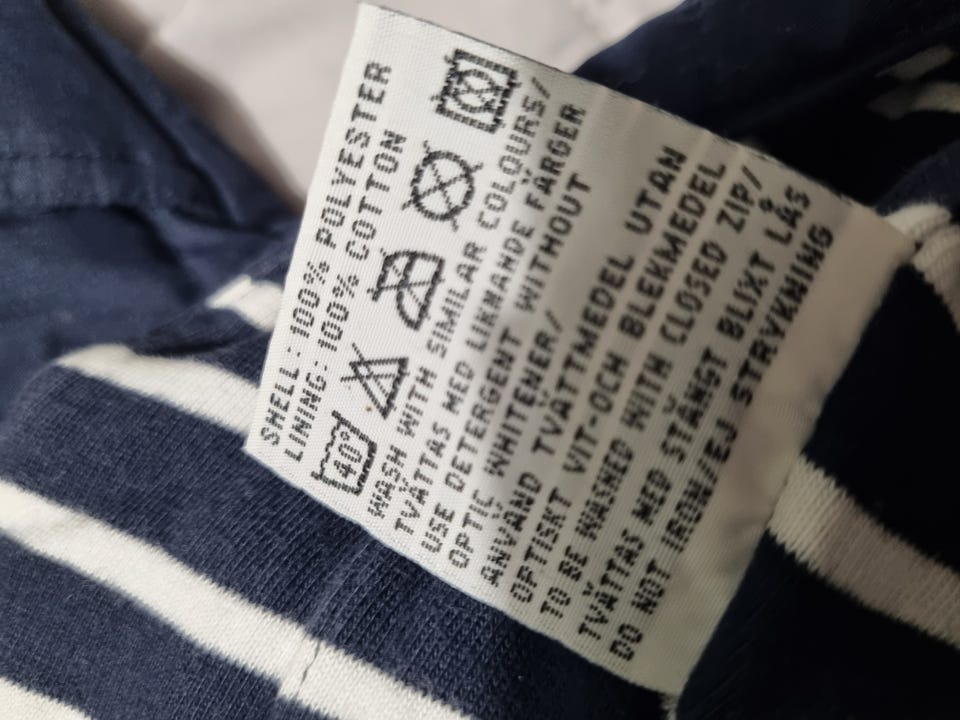 SHELL: 100% POLYESTER
LINING: 100% COTTON
40°
WASH WITH SIMILAR COLOURS/
TVÄTTAS MED LIKNANDE FÄRGER
USE DETERGENT WITHOUT
OPTIC WHITENER/
ANVÄND TVÄTTMEDEL UTAN
OPTISKT VIT-OCH BLEKMEDEL
TO BE WASHED WITH CLOSED ZIP/
TVÄTTAS MED STÄNGT BLIXT LÅS
DO NOT IRON/EJ STRYKNING